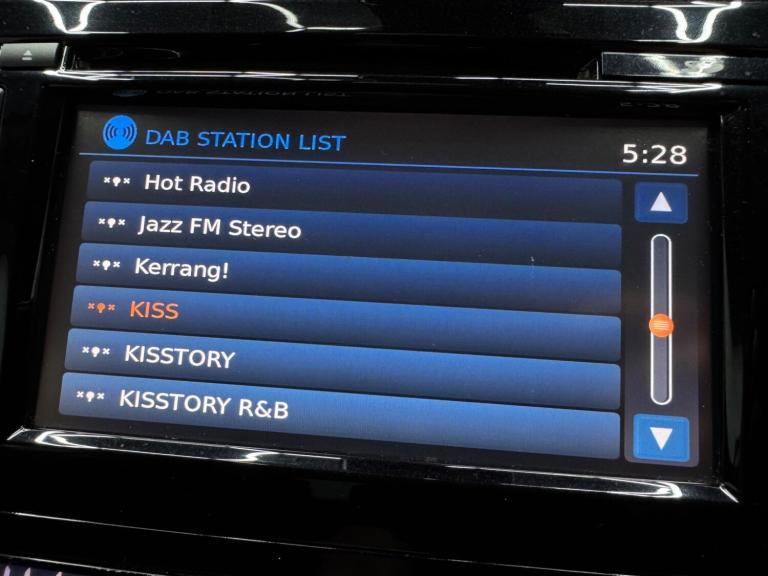 DAB STATION LIST
5:28
Hot Radio
Jazz FM Stereo
Kerrang!
KISS
KISSTORY
KISSTORY R&B